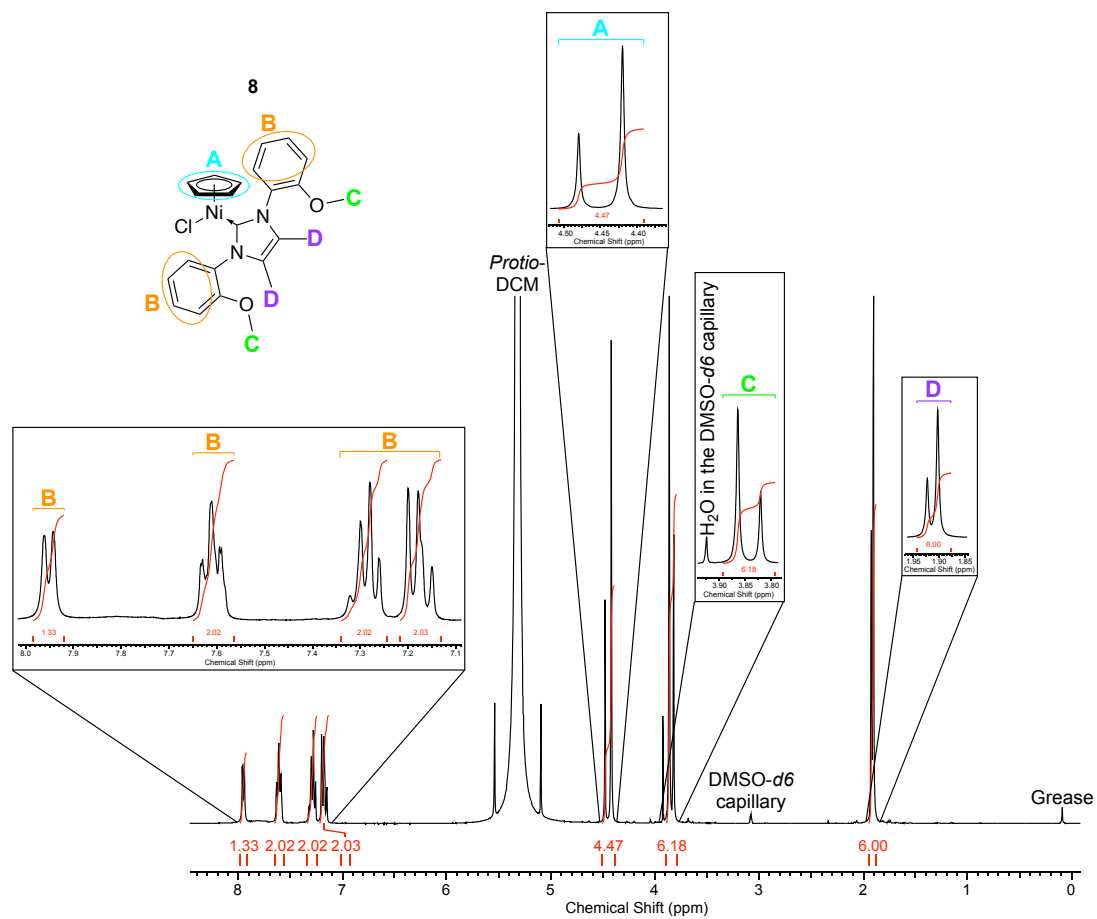 A
4.47
4.50 4.45 4.40
Chemical Shift (ppm)
8
B
A
Ni
Cl
N
O
C
N
D
B
D
O
C
Protio-
DCM
H2O in the DMSO-d6 capillary
C
6.18
3.90 3.85 3.80
Chemical Shift (ppm)
D
6.00
1.95 1.90 1.85
Chemical Shift (ppm)
B
B
B
1.33 2.02 2.02 2.03
8.0 7.9 7.8 7.7 7.6 7.5 7.4 7.3 7.2 7.1
Chemical Shift (ppm)
DMSO-d6
capillary
Grease
1.33 2.02 2.02 2.03 4.47 6.18 6.00
8 7 6 5 4 3 2 1 0
Chemical Shift (ppm)